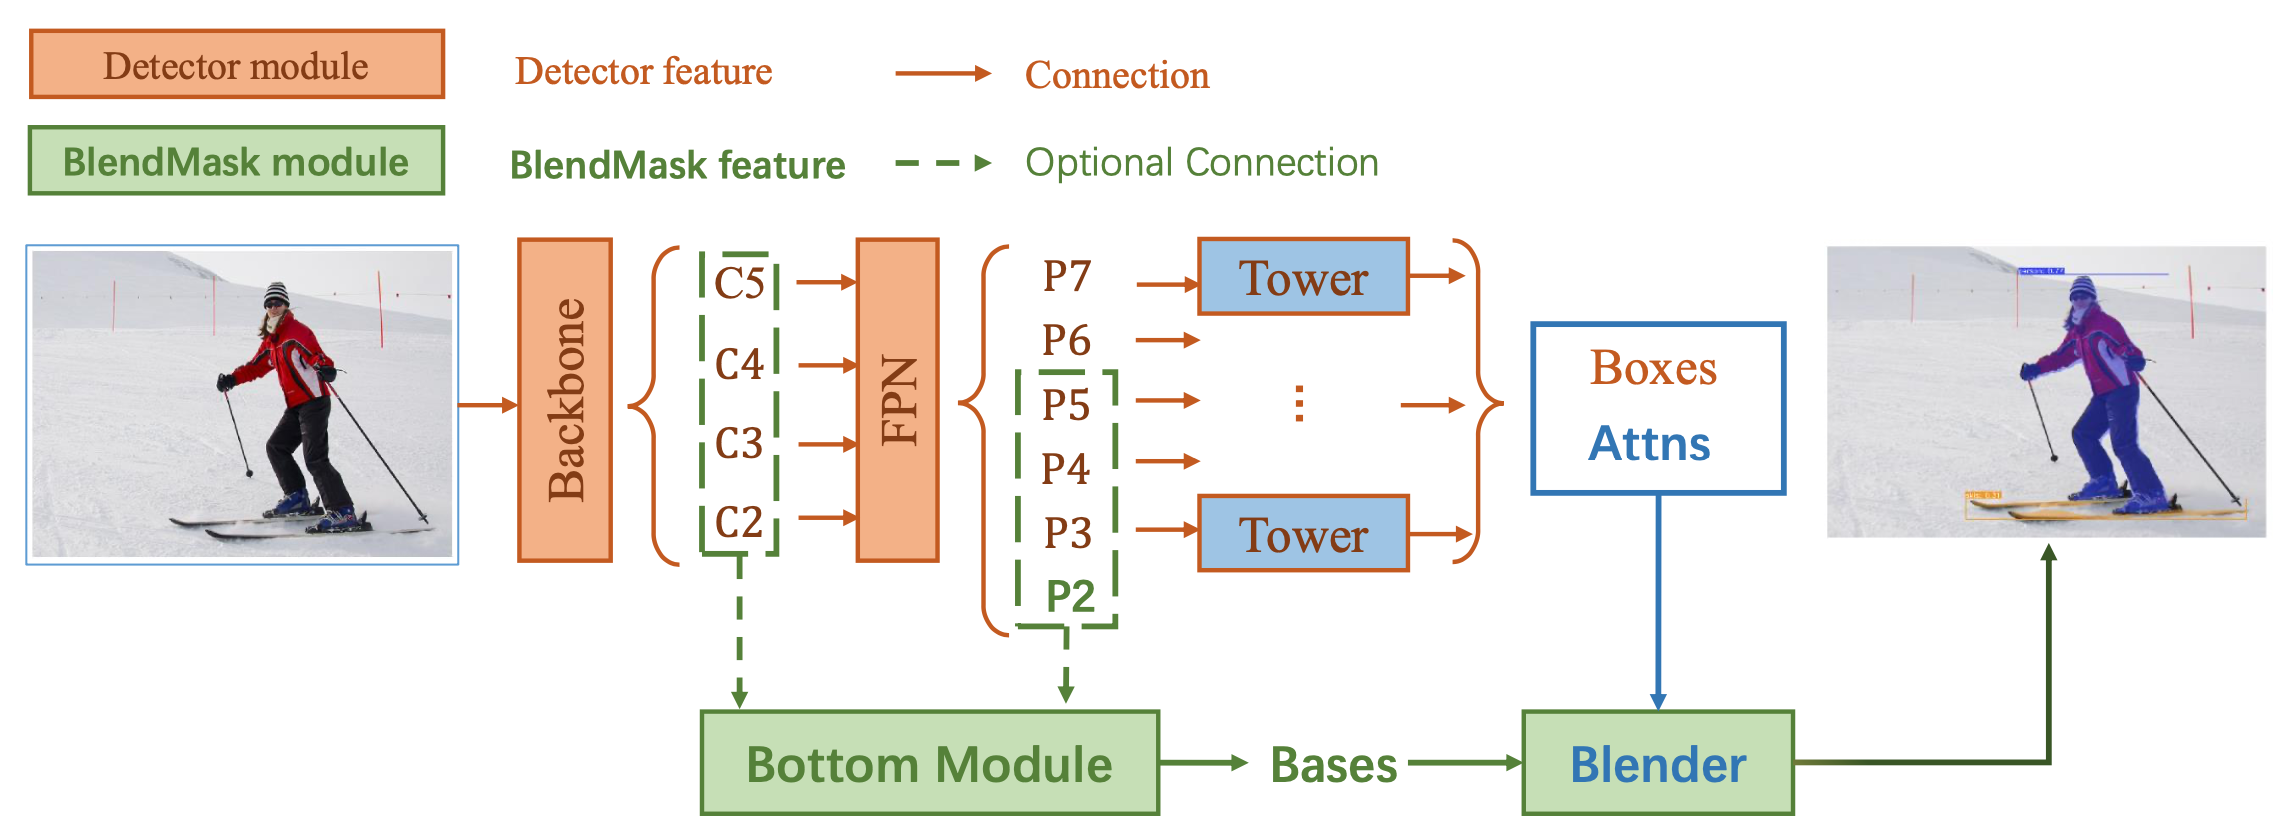 Detector module
Detector feature
Connection
BlendMask module
BlendMask feature
Optional Connection
Backbone
C5
C4
C3
C2
FPN
P7
P6
P5
P4
P3
P2
Tower
Tower
Boxes
Attns
Bottom Module
Bases
Blender